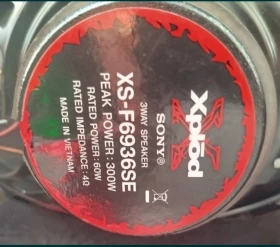 Xplod
SONY®
3WAY SPEAKER
XS-F6936SE
PEAK POWER : 300W
RATED POWER : 60W
RATED IMPEDANCE : 4Ω
MADE IN VIETNAM